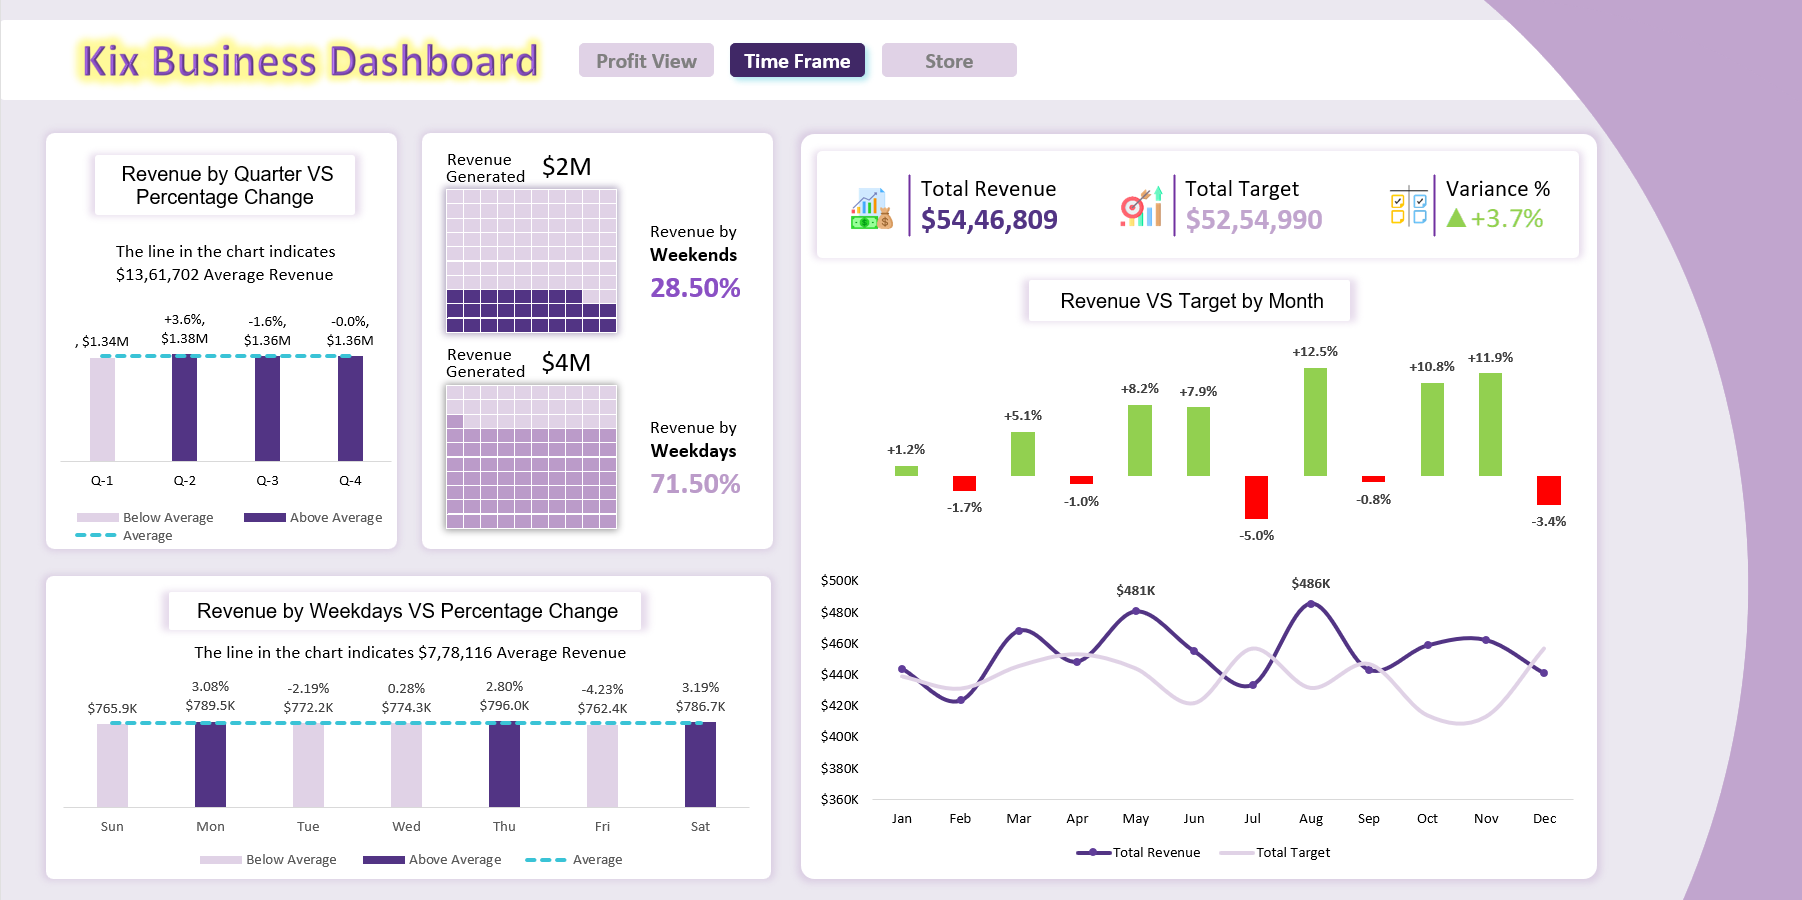 Kix Business Dashboard
Profit View
Time Frame
Store
Revenue by Quarter VS
Percentage Change
The line in the chart indicates
$13,61,702 Average Revenue
, $1.34M
+3.6%,
$1.38M
-1.6%,
$1.36M
-0.0%,
$1.36M
Q-1
Q-2
Q-3
Q-4
Below Average
Above Average
Average
Revenue
Generated
$2M
Revenue by
Weekends
28.50%
Revenue
Generated
$4M
Revenue by
Weekdays
71.50%
Revenue by Weekdays VS Percentage Change
The line in the chart indicates $7,78,116 Average Revenue
$765.9K
3.08%
$789.5K
-2.19%
$772.2K
0.28%
$774.3K
2.80%
$796.0K
-4.23%
$762.4K
3.19%
$786.7K
Sun
Mon
Tue
Wed
Thu
Fri
Sat
Below Average
Above Average
Average
Total Revenue
$54,46,809
Total Target
$52,54,990
Variance %
▲+3.7%
Revenue VS Target by Month
+1.2%
-1.7%
+5.1%
-1.0%
+8.2%
+7.9%
-5.0%
+12.5%
-0.8%
+10.8%
+11.9%
-3.4%
$500K
$480K
$460K
$440K
$420K
$400K
$380K
$360K
$481K
$486K
Jan
Feb
Mar
Apr
May
Jun
Jul
Aug
Sep
Oct
Nov
Dec
Total Revenue
Total Target